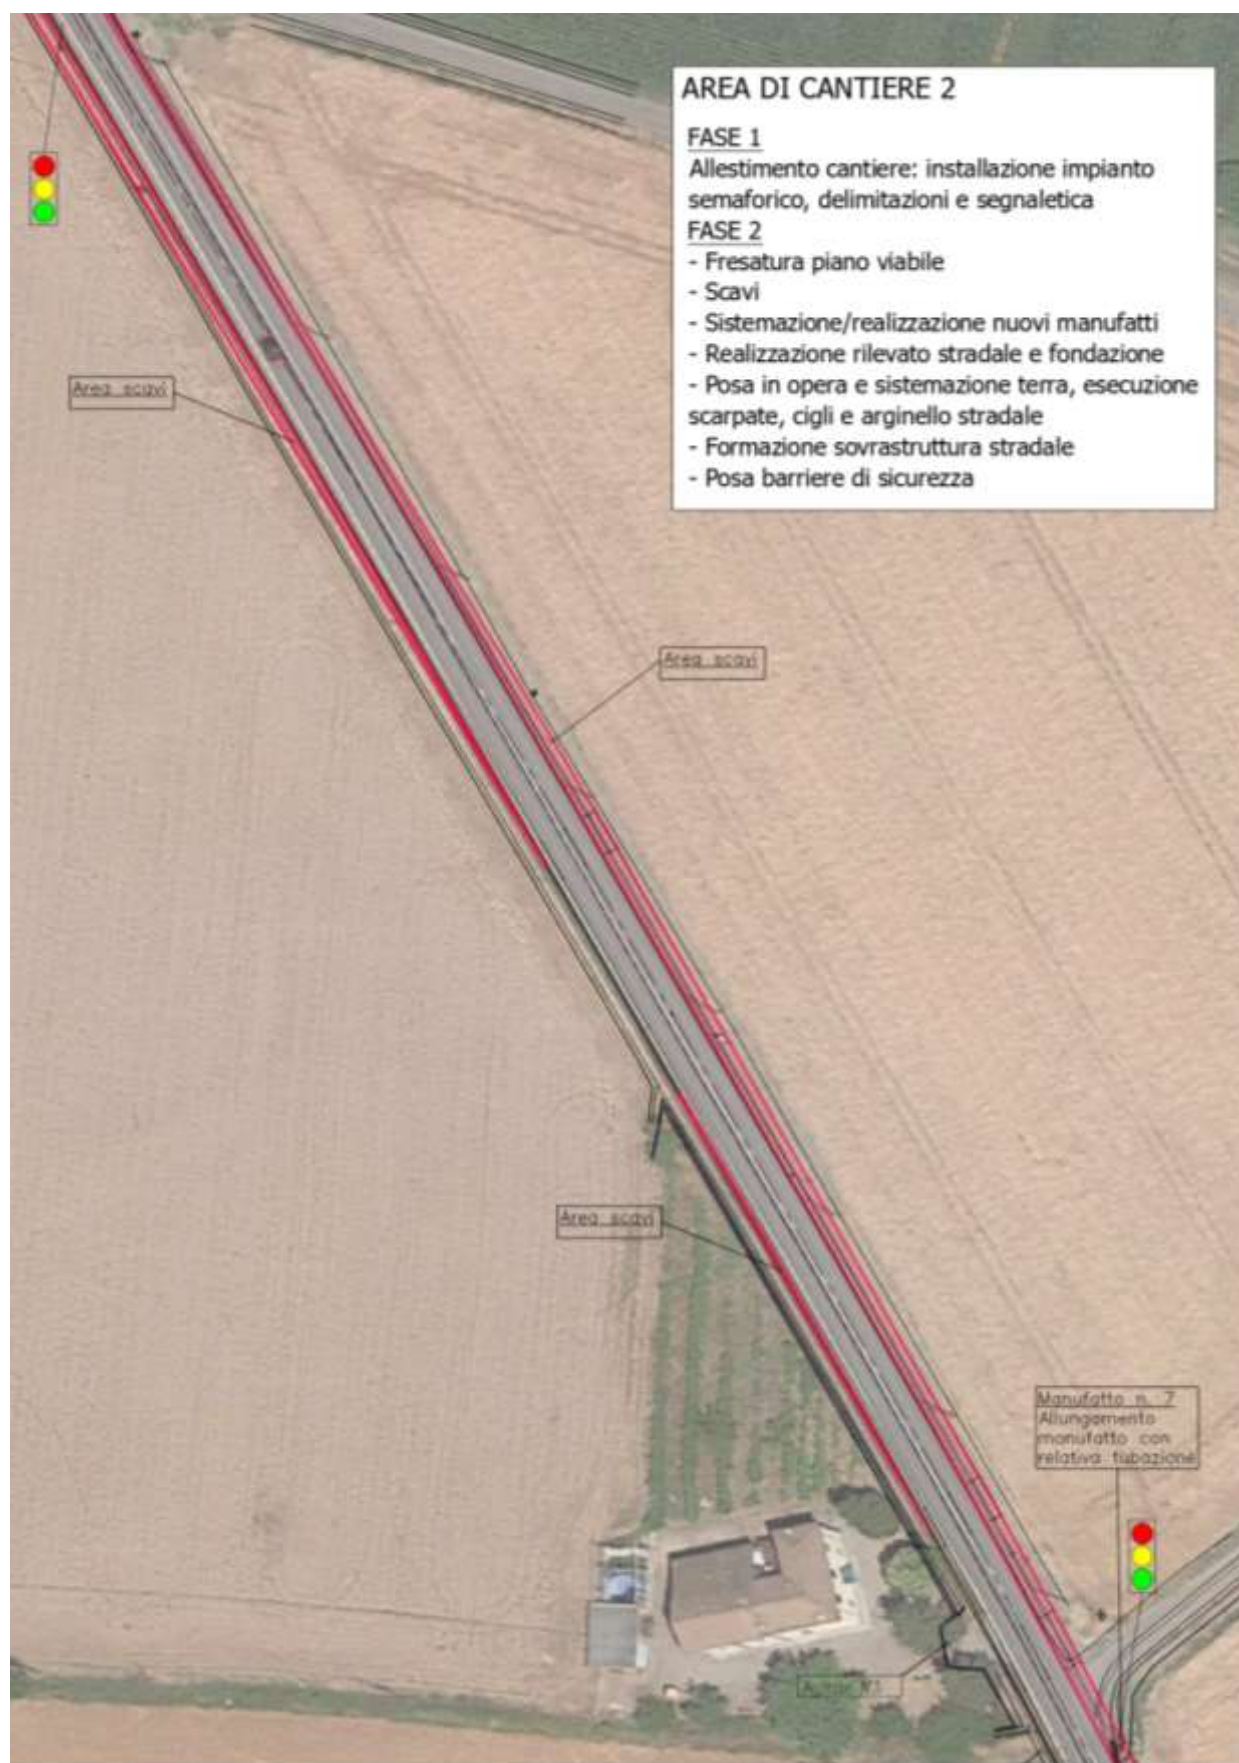 AREA DI CANTIERE 2
FASE 1
Allestimento cantiere: installazione impianto
semaforico, delimitazioni e segnaletica
FASE 2
- Fresatura piano viabile
- Scavi
- Sistemazione/realizzazione nuovi manufatti
- Realizzazione rilevato stradale e fondazione
- Posa in opera e sistemazione terra, esecuzione
scarpate, cigli e arginello stradale
- Formazione sovrastruttura stradale
- Posa barriere di sicurezza
Area scavi
Area scavi
Area scavi
Manufatto n. 7
Allungamento
manufatto con
relativa tubazione